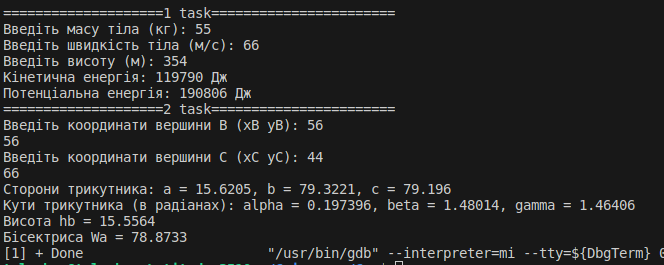 ====================1 task=======================
Введіть масу тіла (кг): 55
Введіть швидкість тіла (м/с): 66
Введіть висоту (м): 354
Кінетична енергія: 119790 Дж
Потенціальна енергія: 190806 Дж
====================2 task=======================
Введіть координати вершини B (xB yB): 56
56
Введіть координати вершини C (xC yC): 44
66
Сторони трикутника: a = 15.6205, b = 79.3221, c = 79.196
Кути трикутника (в радіанах): alpha = 0.197396, beta = 1.48014, gamma = 1.46406
Висота hb = 15.5564
Бісектриса Wa = 78.8733
[1] + Done                       "/usr/bin/gdb" --interpreter=mi --tty=${DbgTerm} 0